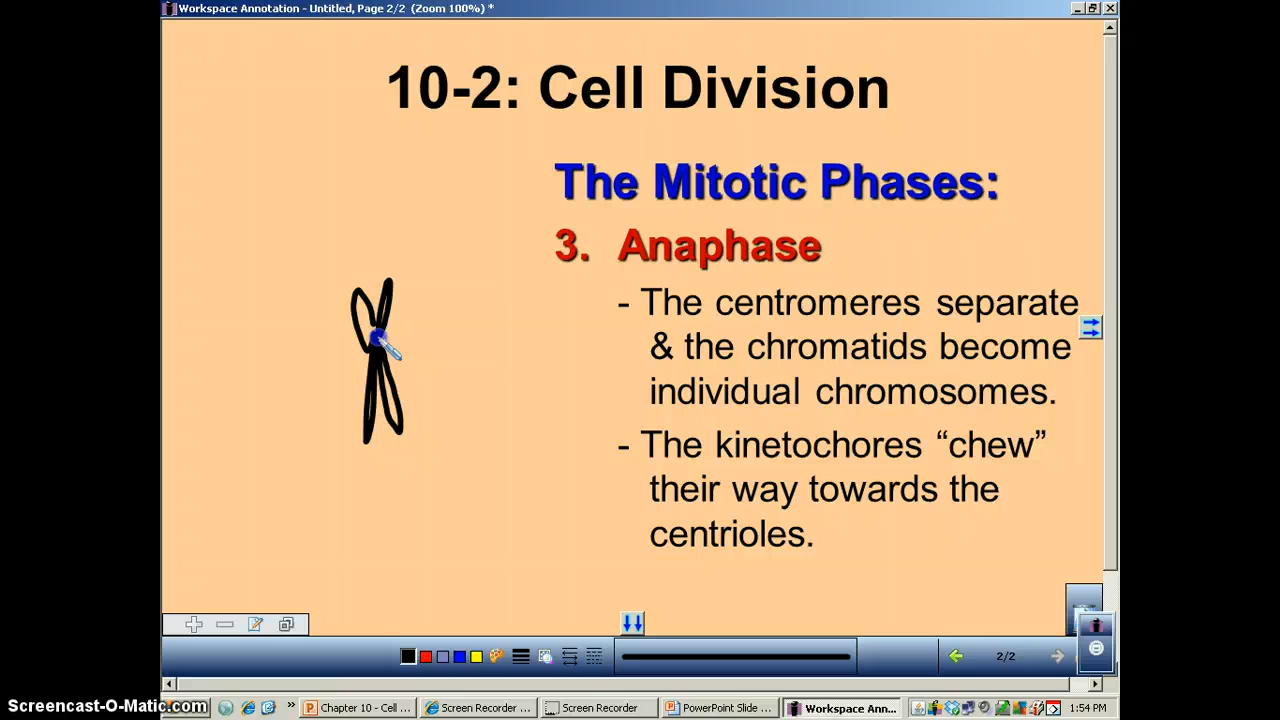 Workspace Annotation - Untitled, Page 2/2 (Zoom 100%) *
10-2: Cell Division
The Mitotic Phases:
3. Anaphase
- The centromeres separate
& the chromatids become
individual chromosomes.
- The kinetochores “chew”
their way towards the
centrioles.
2/2
Screencast-O-Matic.com
»
Chapter 10 - Cell ...
Screen Recorder ...
Screen Recorder
PowerPoint Slide ...
Workspace Ann...
1:54 PM